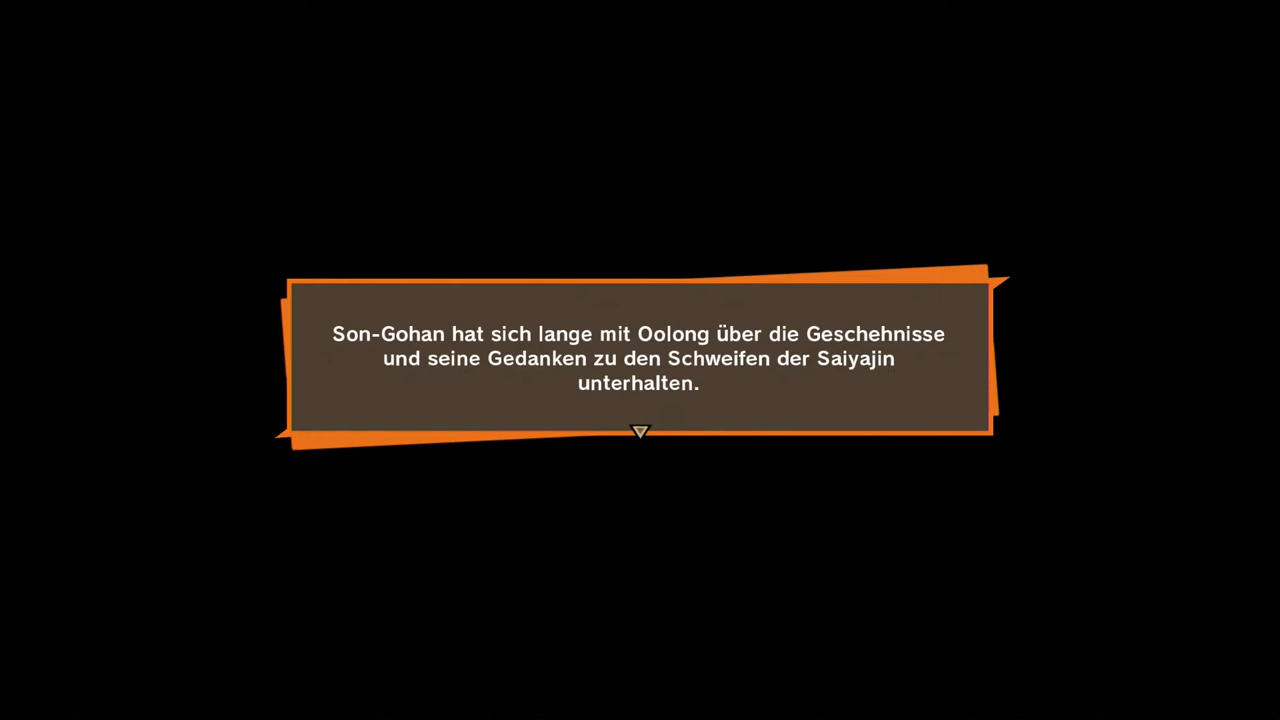 Son-Gohan hat sich lange mit Oolong über die Geschehnisse
und seine Gedanken zu den Schweifen der Saiyajin
unterhalten.